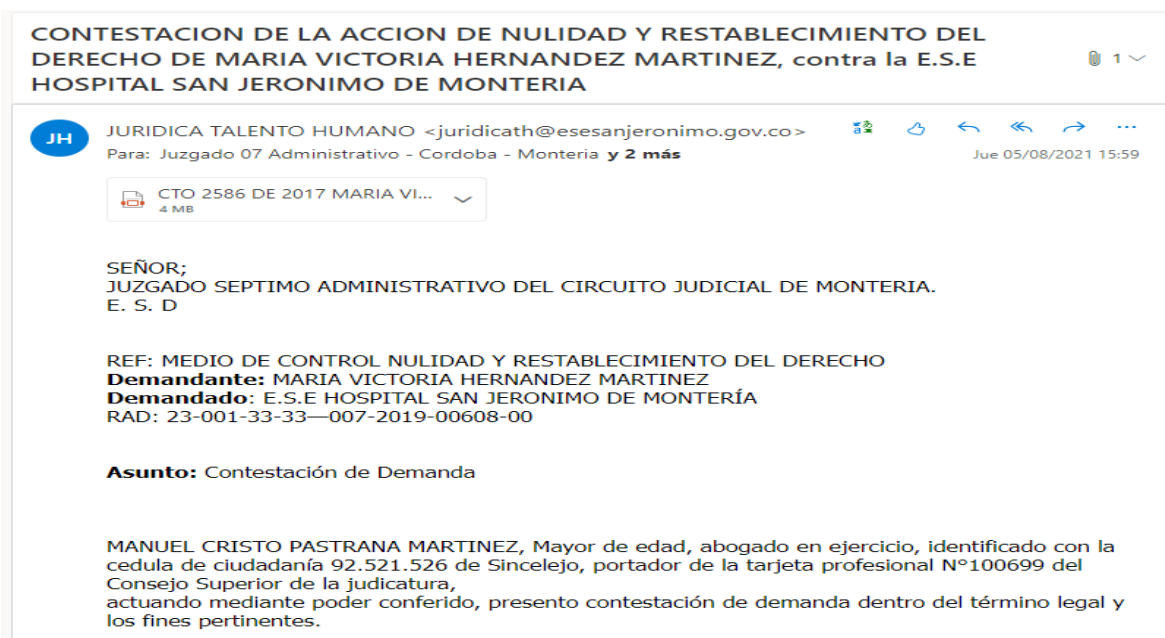 CONTESTACION DE LA ACCION DE NULIDAD Y RESTABLECIMIENTO DEL
DERECHO DE MARIA VICTORIA HERNANDEZ MARTINEZ, contra la E.S.E
HOSPITAL SAN JERONIMO DE MONTERIA
1
JH
JURIDICA TALENTO HUMANO <juridicath@esesanjeronimo.gov.co>
Para: Juzgado 07 Administrativo - Cordoba - Monteria y 2 más
Jue 05/08/2021 15:59
CTO 2586 DE 2017 MARIA VI...
4 MB
SEÑOR;
JUZGADO SEPTIMO ADMINISTRATIVO DEL CIRCUITO JUDICIAL DE MONTERIA.
E. S. D
REF: MEDIO DE CONTROL NULIDAD Y RESTABLECIMIENTO DEL DERECHO
Demandante: MARIA VICTORIA HERNANDEZ MARTINEZ
Demandado: E.S.E HOSPITAL SAN JERONIMO DE MONTERÍA
RAD: 23-001-33-33—007-2019-00608-00
Asunto: Contestación de Demanda
MANUEL CRISTO PASTRANA MARTINEZ, Mayor de edad, abogado en ejercicio, identificado con la
cedula de ciudadanía 92.521.526 de Sincelejo, portador de la tarjeta profesional N°100699 del
Consejo Superior de la judicatura,
actuando mediante poder conferido, presento contestación de demanda dentro del término legal y
los fines pertinentes.